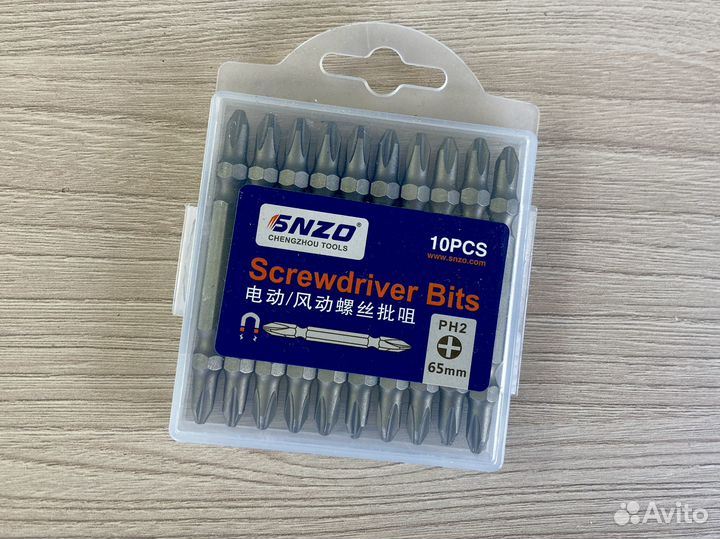 SNZO®
CHENGZHOU TOOLS
10PCS
www.snzo.com
Screwdriver Bits
电动/风动螺丝批咀
PH2
65mm
Avito